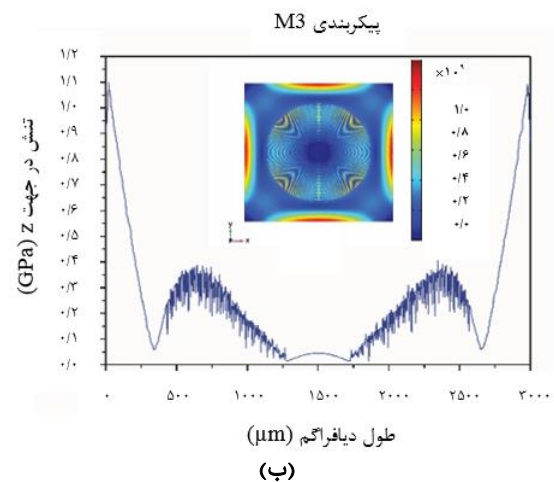 پیکربندی M3
۱/۲
۱/۱
۱/۰
۰/۹
۰/۸
۰/۷
۰/۶
۰/۵
۰/۴
۰/۳
۰/۲
۰/۱
۰/۰
تنش در جهت z (GPa)
×۱۰۹
۱/۰
۰/۸
۰/۶
۰/۴
۰/۲
۰/۰
y
x
۰ ۵۰۰ ۱۰۰۰ ۱۵۰۰ ۲۰۰۰ ۲۵۰۰ ۳۰۰۰
طول دیافراگم (µm)
(ب)